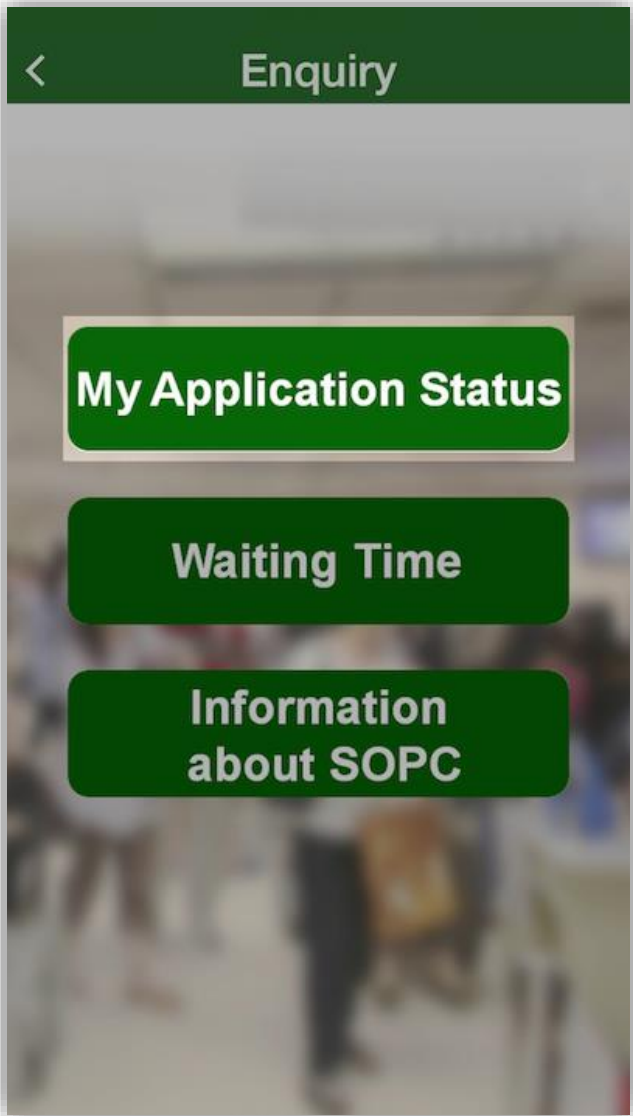 Enquiry
My Application Status
Waiting Time
Information
about SOPC